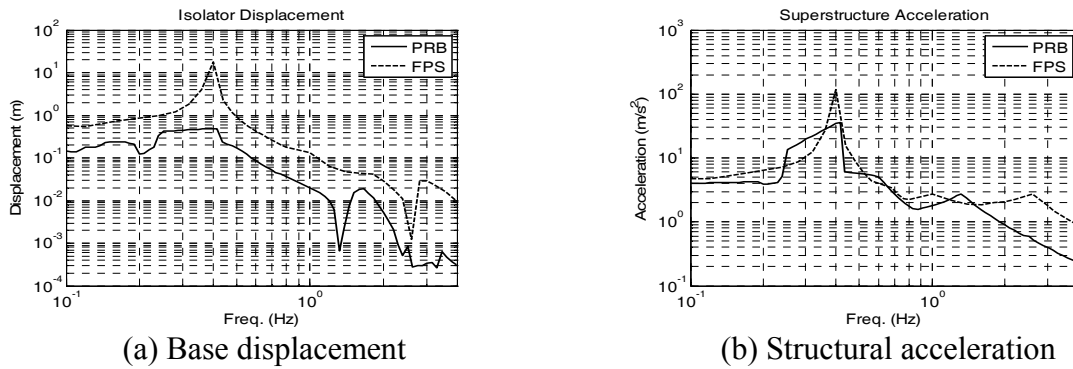 Isolator Displacement
Displacement (m)
10^2
10^1
10^0
10^-1
10^-2
10^-3
10^-4
10^-1
10^0
Freq. (Hz)
PRB
FPS
(a) Base displacement
Superstructure Acceleration
Acceleration (m/s^2)
10^3
10^2
10^1
10^0
10^-1
10^-1
10^0
Freq. (Hz)
PRB
FPS
(b) Structural acceleration